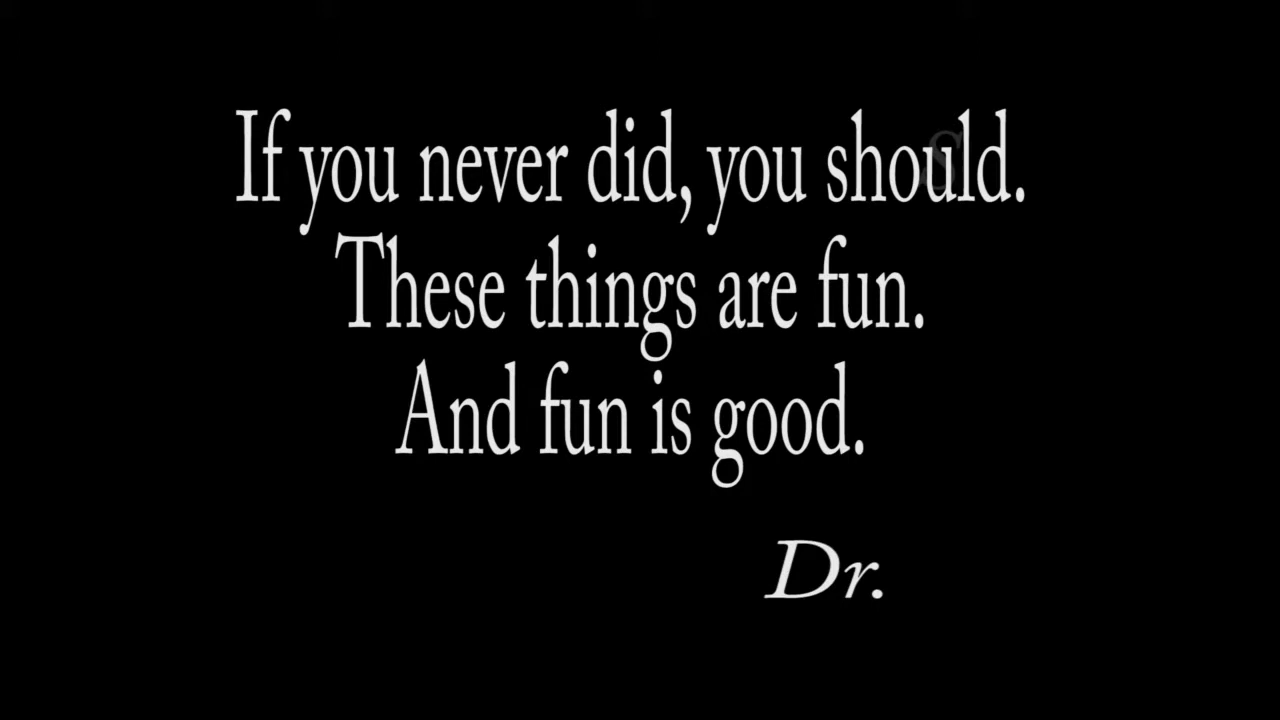 If you never did, you should.
These things are fun.
And fun is good.
Dr.